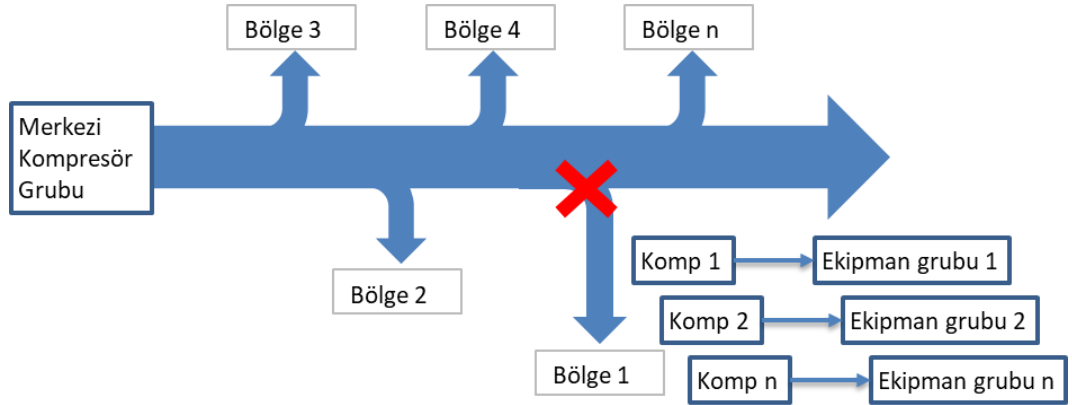 Bölge 3
Bölge 4
Bölge n
Merkezi
Kompresör
Grubu
Bölge 2
Komp 1
Ekipman grubu 1
Komp 2
Ekipman grubu 2
Bölge 1
Komp n
Ekipman grubu n